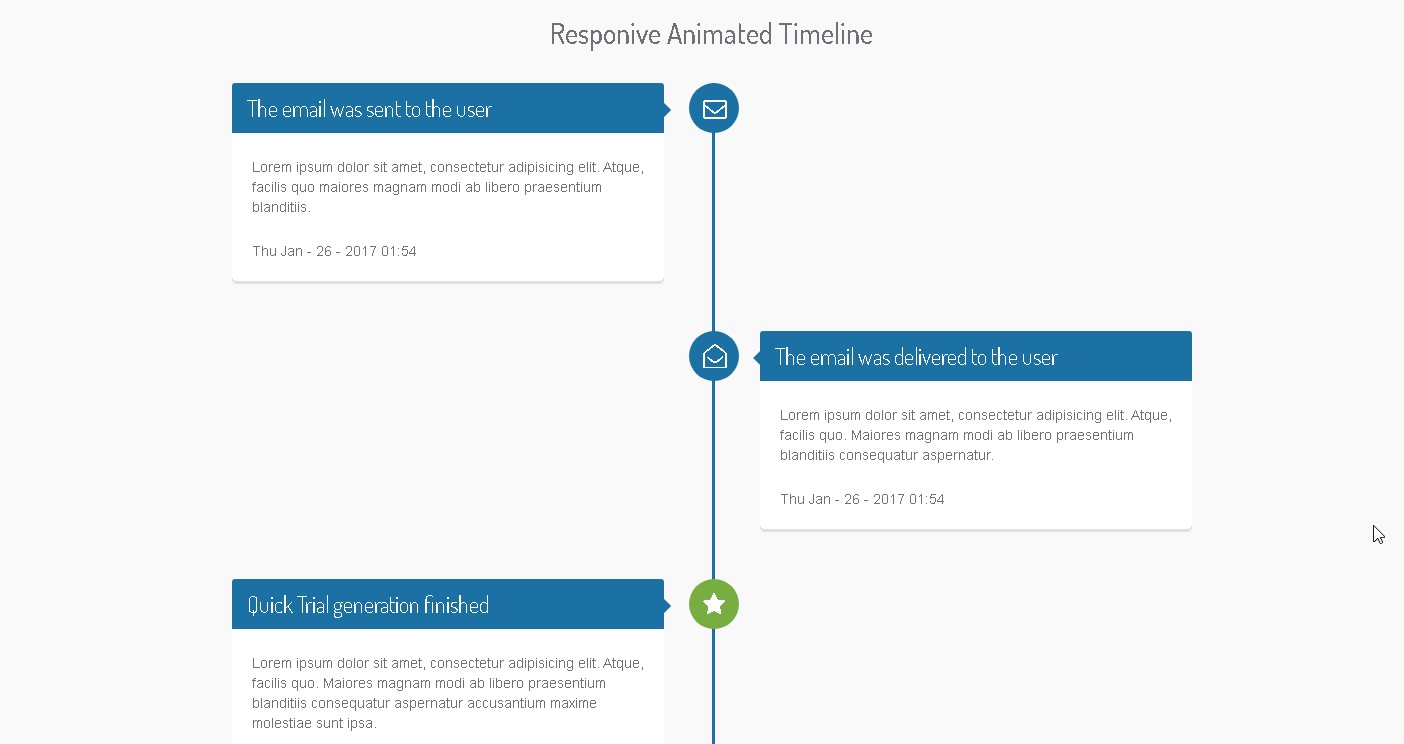 Responive Animated Timeline
The email was sent to the user
Lorem ipsum dolor sit amet, consectetur adipisicing elit. Atque,
facilis quo maiores magnam modi ab libero praesentium
blanditiis.
Thu Jan - 26 - 2017 01:54
The email was delivered to the user
Lorem ipsum dolor sit amet, consectetur adipisicing elit. Atque,
facilis quo. Maiores magnam modi ab libero praesentium
blanditiis consequatur aspernatur.
Thu Jan - 26 - 2017 01:54
Quick Trial generation finished
Lorem ipsum dolor sit amet, consectetur adipisicing elit. Atque,
facilis quo. Maiores magnam modi ab libero praesentium
blanditiis consequatur aspernatur accusantium maxime
molestiae sunt ipsa.